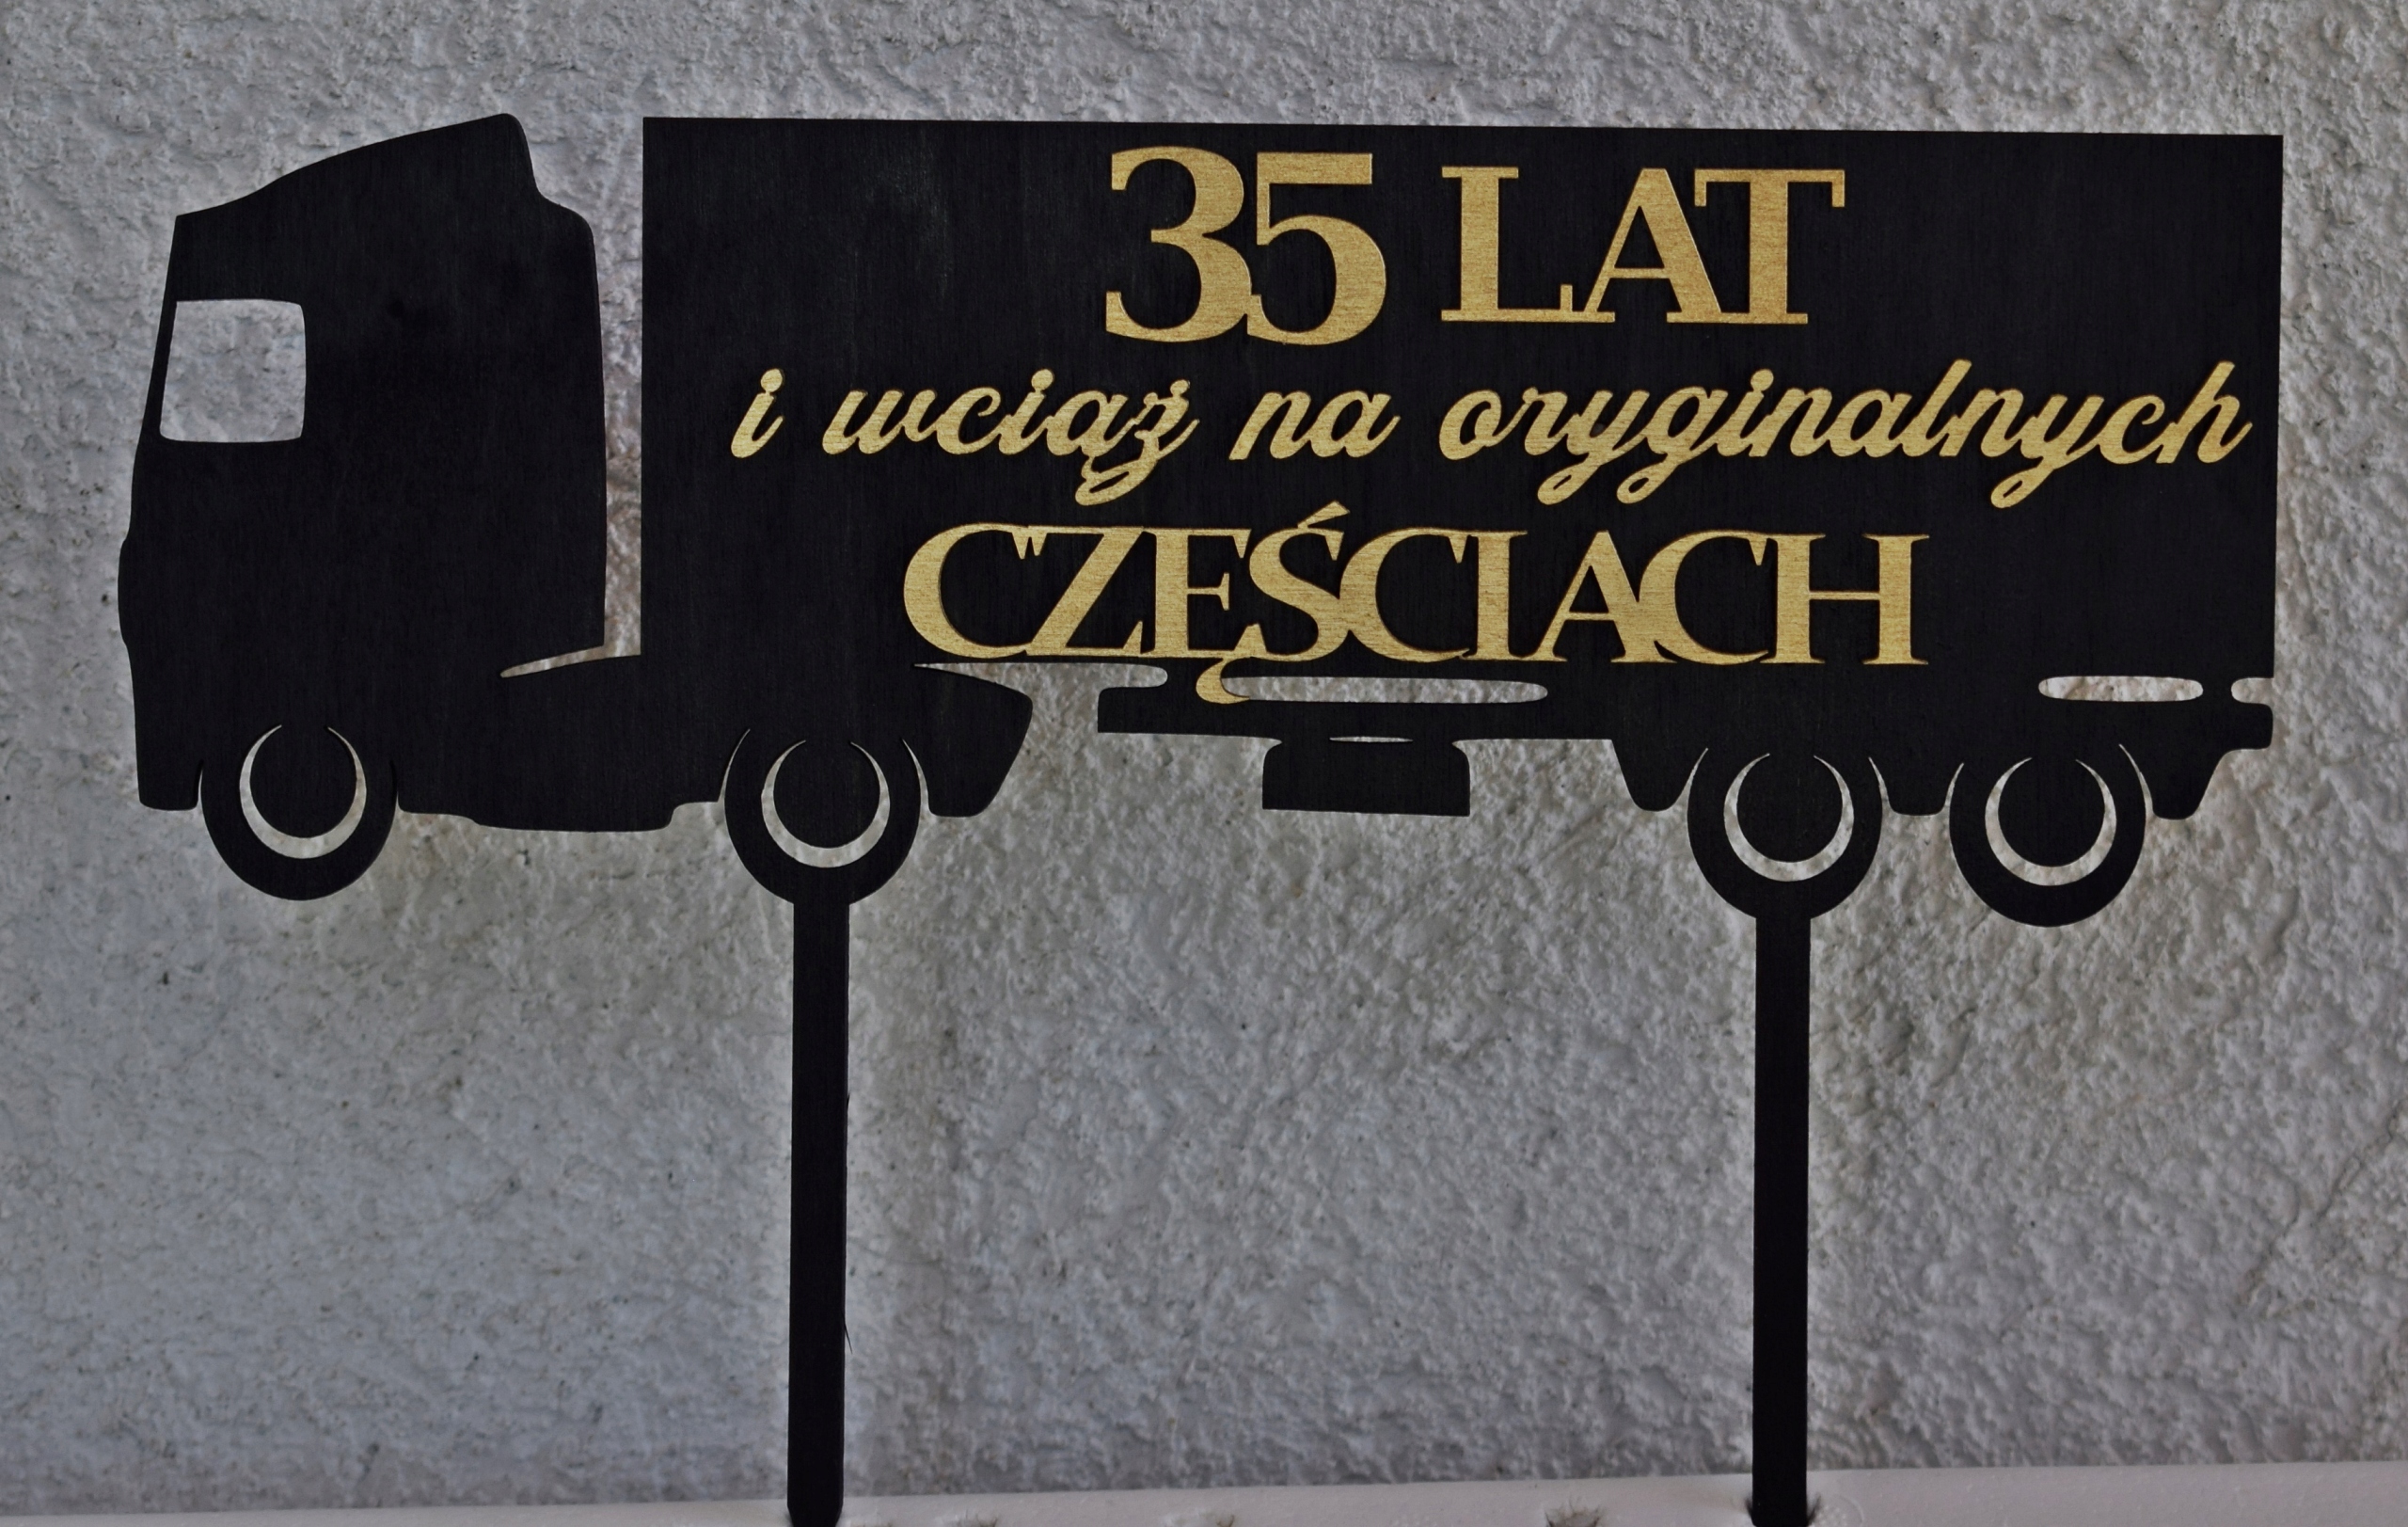 35 LAT
i wciąż na oryginalnych
CZĘŚCIACH